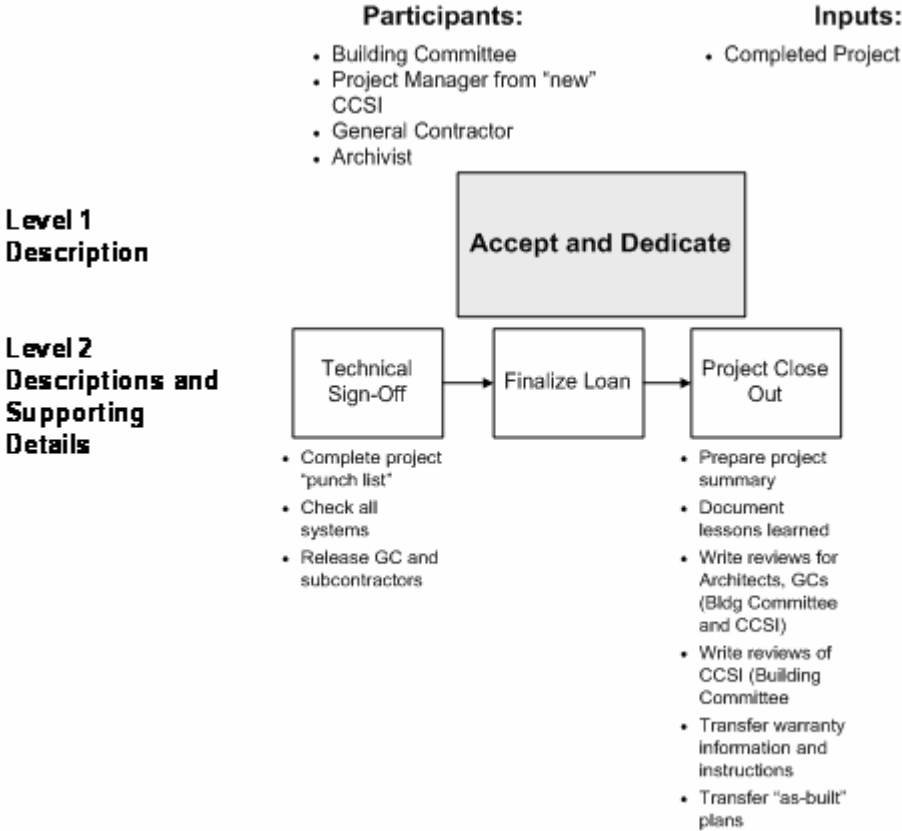 Participants:
• Building Committee
• Project Manager from “new”
CCSI
• General Contractor
• Archivist
Inputs:
• Completed Project
Level 1
Description
Accept and Dedicate
Level 2
Descriptions and
Supporting
Details
Technical
Sign-Off
Finalize Loan
Project Close
Out
• Complete project
“punch list”
• Check all
systems
• Release GC and
subcontractors
• Prepare project
summary
• Document
lessons learned
• Write reviews for
Architects, GCs
(Bldg Committee
and CCSI)
• Write reviews of
CCSI (Building
Committee
• Transfer warranty
information and
instructions
• Transfer “as-built”
plans